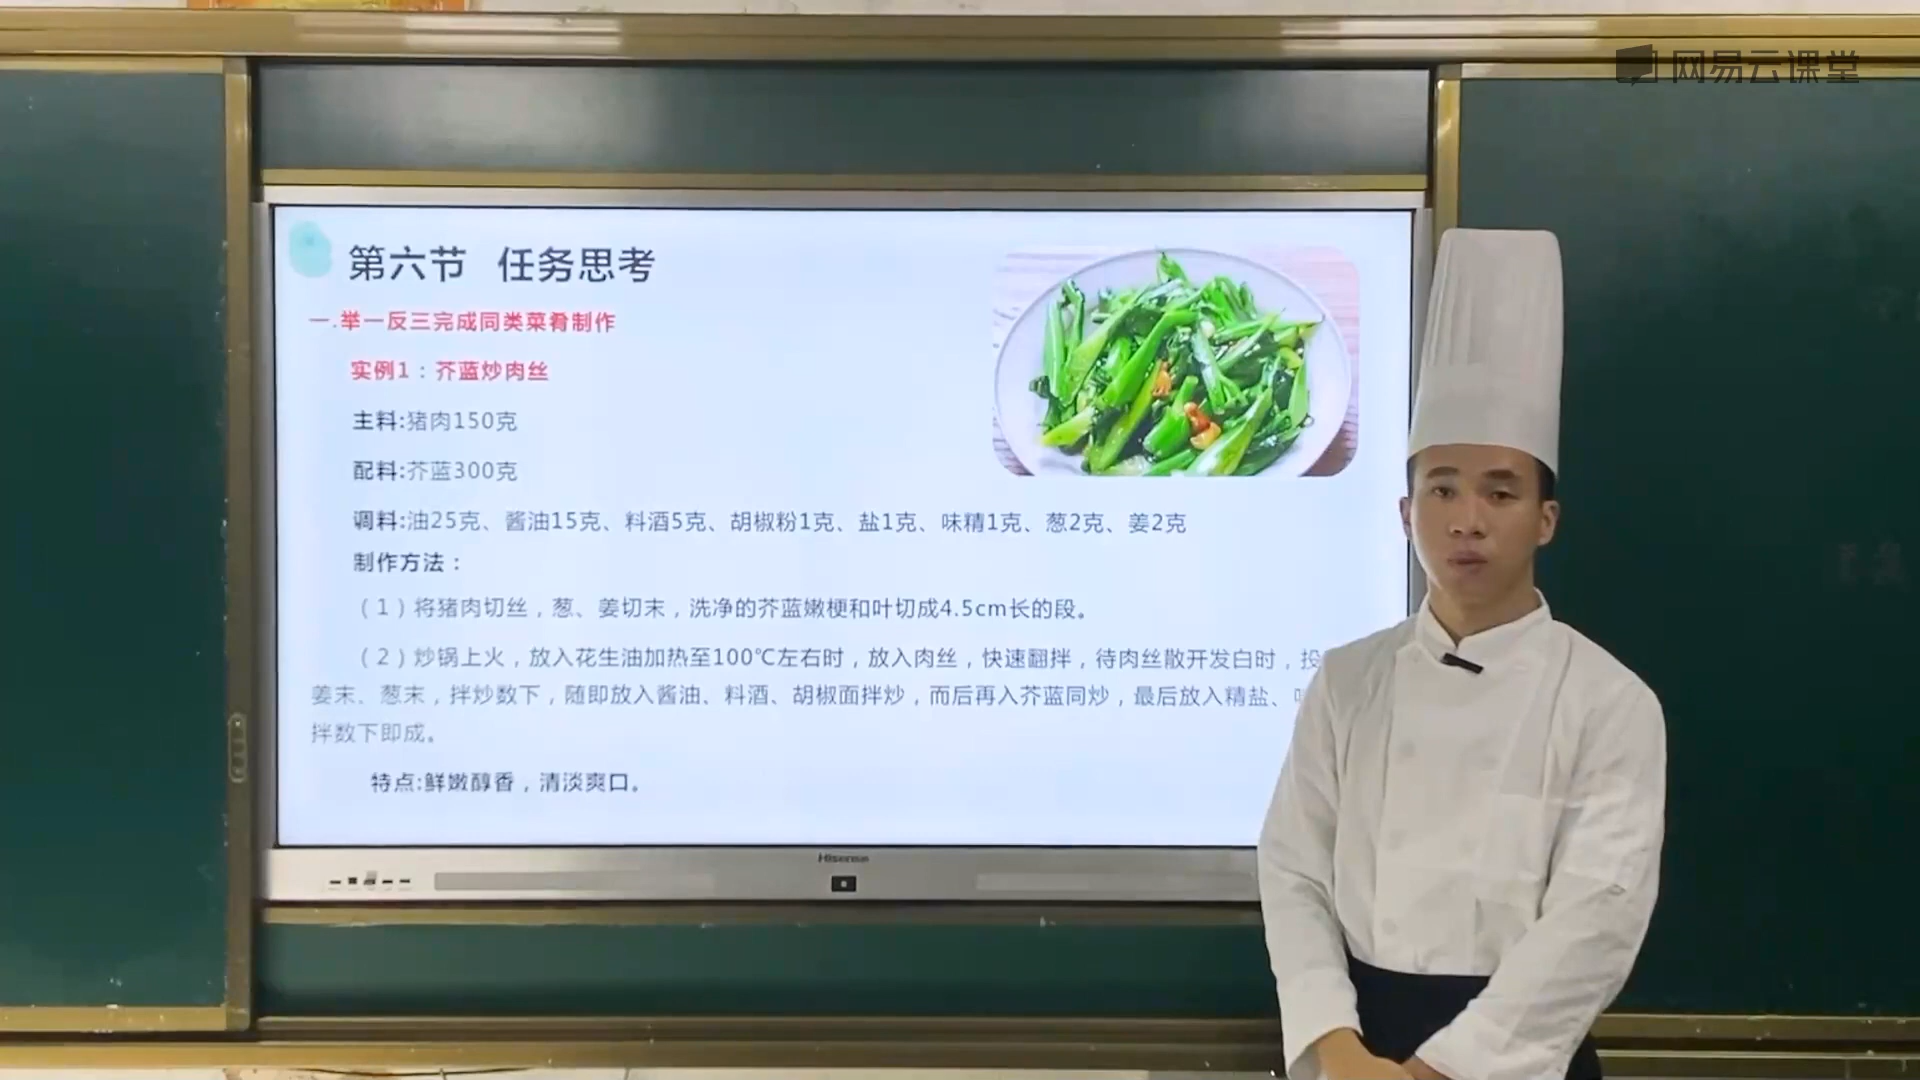 网易云课堂
第六节 任务思考
一.举一反三完成同类菜肴制作
实例1：芥蓝炒肉丝
主料:猪肉150克
配料:芥蓝300克
调料:油25克、酱油15克、料酒5克、胡椒粉1克、盐1克、味精1克、葱2克、姜2克
制作方法：
（1）将猪肉切丝，葱、姜切末，洗净的芥蓝嫩梗和叶切成4.5cm长的段。
（2）炒锅上火，放入花生油加热至100℃左右时，放入肉丝，快速翻拌，待肉丝散开发白时，投
姜末、葱末，拌炒数下，随即放入酱油、料酒、胡椒面拌炒，而后再入芥蓝同炒，最后放入精盐、
拌数下即成。
特点:鲜嫩醇香，清淡爽口。
Hisense